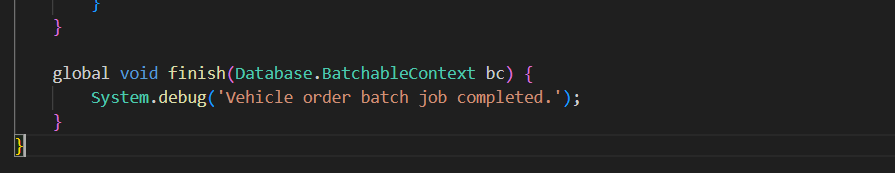 }
}
global void finish(Database.BatchableContext bc) {
System.debug('Vehicle order batch job completed.');
}
}